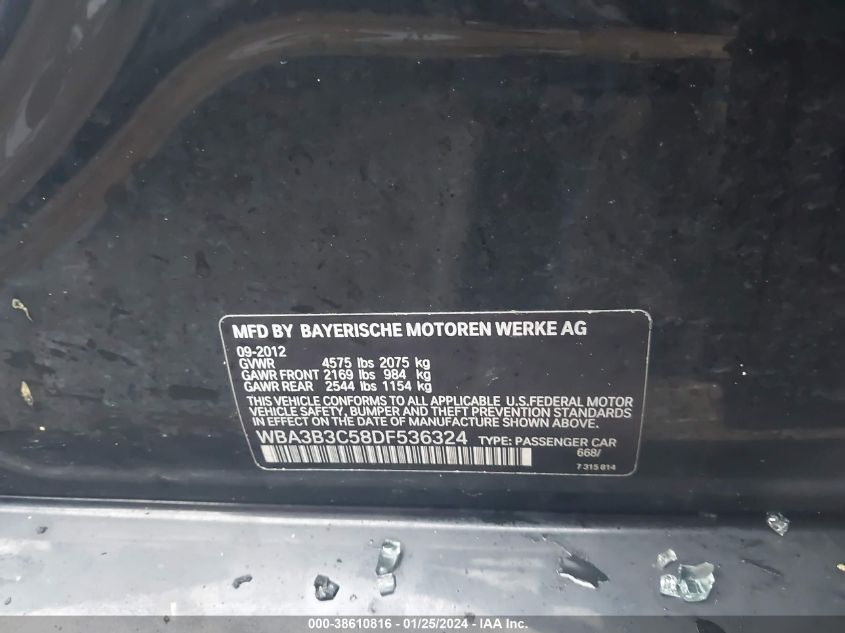 MFD BY BAYERISCHE MOTOREN WERKE AG
09-2012
GVWR 4575 lbs 2075 kg
GAWR FRONT 2169 lbs 984 kg
GAWR REAR 2544 lbs 1154 kg
THIS VEHICLE CONFORMS TO ALL APPLICABLE U.S.FEDERAL MOTOR
VEHICLE SAFETY, BUMPER AND THEFT PREVENTION STANDARDS
IN EFFECT ON THE DATE OF MANUFACTURE SHOWN ABOVE.
WBA3B3C58DF536324 TYPE: PASSENGER CAR
668/
7 315 814
000-38610816 - 01/25/2024 - IAA Inc.